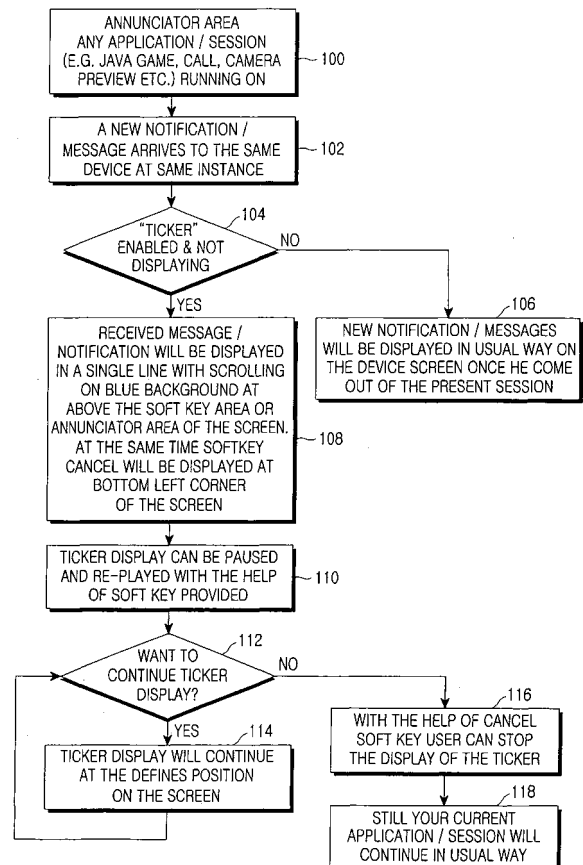 ANNUNCIATOR AREA
ANY APPLICATION / SESSION
(E.G. JAVA GAME, CALL, CAMERA
PREVIEW ETC.) RUNNING ON
100
A NEW NOTIFICATION /
MESSAGE ARRIVES TO THE SAME
DEVICE AT SAME INSTANCE
102
104
"TICKER"
ENABLED & NOT
DISPLAYING
NO
YES
106
NEW NOTIFICATION / MESSAGES
WILL BE DISPLAYED IN USUAL WAY ON
THE DEVICE SCREEN ONCE HE COME
OUT OF THE PRESENT SESSION
RECEIVED MESSAGE /
NOTIFICATION WILL BE DISPLAYED
IN A SINGLE LINE WITH SCROLLING
ON BLUE BACKGROUND AT
ABOVE THE SOFT KEY AREA OR
ANNUNCIATOR AREA OF THE SCREEN.
AT THE SAME TIME SOFTKEY
CANCEL WILL BE DISPLAYED AT
BOTTOM LEFT CORNER
OF THE SCREEN
108
TICKER DISPLAY CAN BE PAUSED
AND RE-PLAYED WITH THE HELP
OF SOFT KEY PROVIDED
110
112
WANT TO
CONTINUE TICKER
DISPLAY?
NO
YES
114
TICKER DISPLAY WILL CONTINUE
AT THE DEFINES POSITION
ON THE SCREEN
116
WITH THE HELP OF CANCEL
SOFT KEY USER CAN STOP
THE DISPLAY OF THE TICKER
118
STILL YOUR CURRENT
APPLICATION / SESSION WILL
CONTINUE IN USUAL WAY